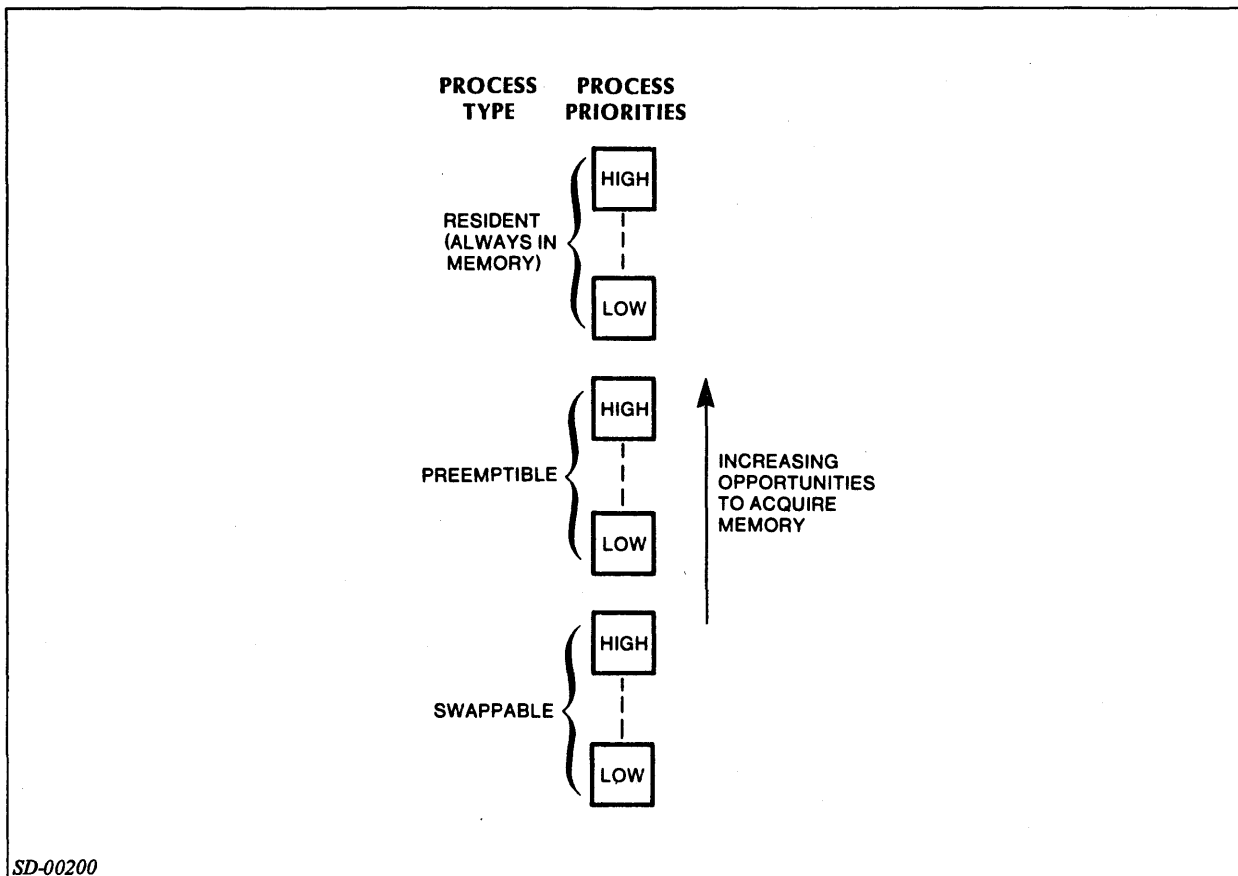 PROCESS TYPE
PROCESS PRIORITIES
HIGH
RESIDENT
(ALWAYS IN
MEMORY)
LOW
HIGH
PREEMPTIBLE
INCREASING
OPPORTUNITIES
TO ACQUIRE
MEMORY
LOW
HIGH
SWAPPABLE
LOW
SD-00200